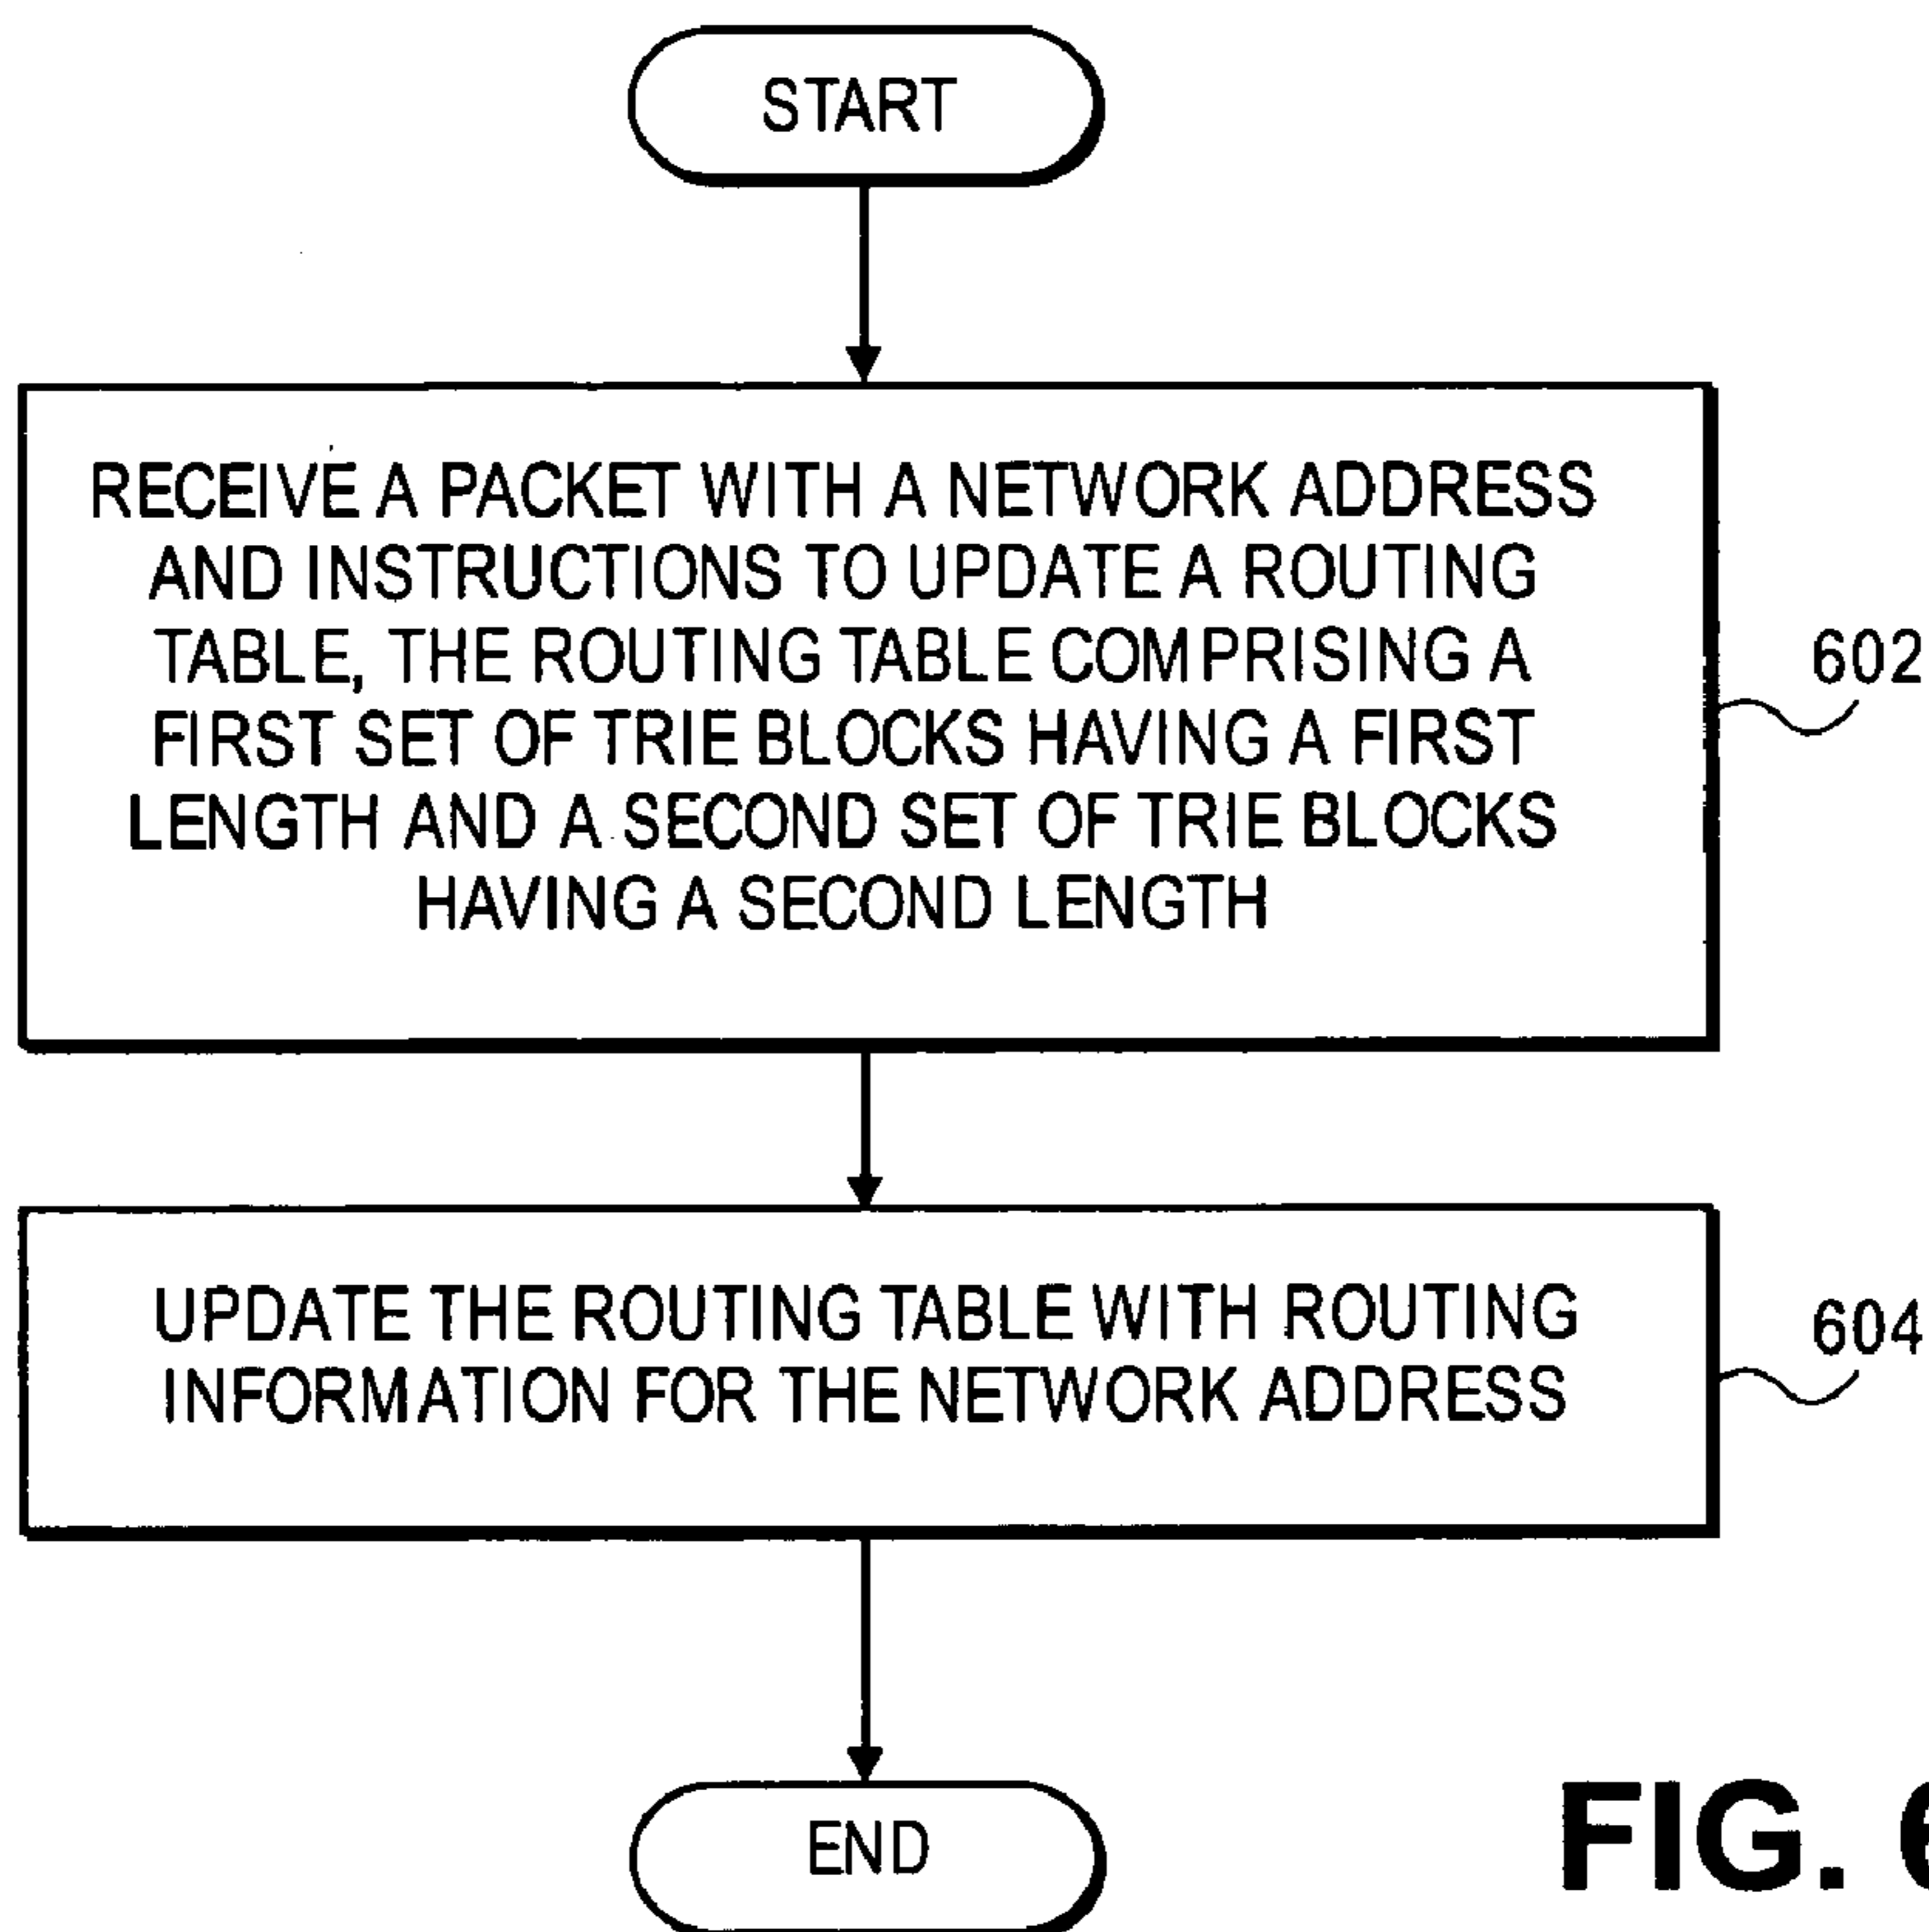 START
RECEIVE A PACKET WITH A NETWORK ADDRESS
AND INSTRUCTIONS TO UPDATE A ROUTING
TABLE, THE ROUTING TABLE COMPRISING A
FIRST SET OF TRIE BLOCKS HAVING A FIRST
LENGTH AND A SECOND SET OF TRIE BLOCKS
HAVING A SECOND LENGTH
602
UPDATE THE ROUTING TABLE WITH ROUTING
INFORMATION FOR THE NETWORK ADDRESS
604
END
FIG.